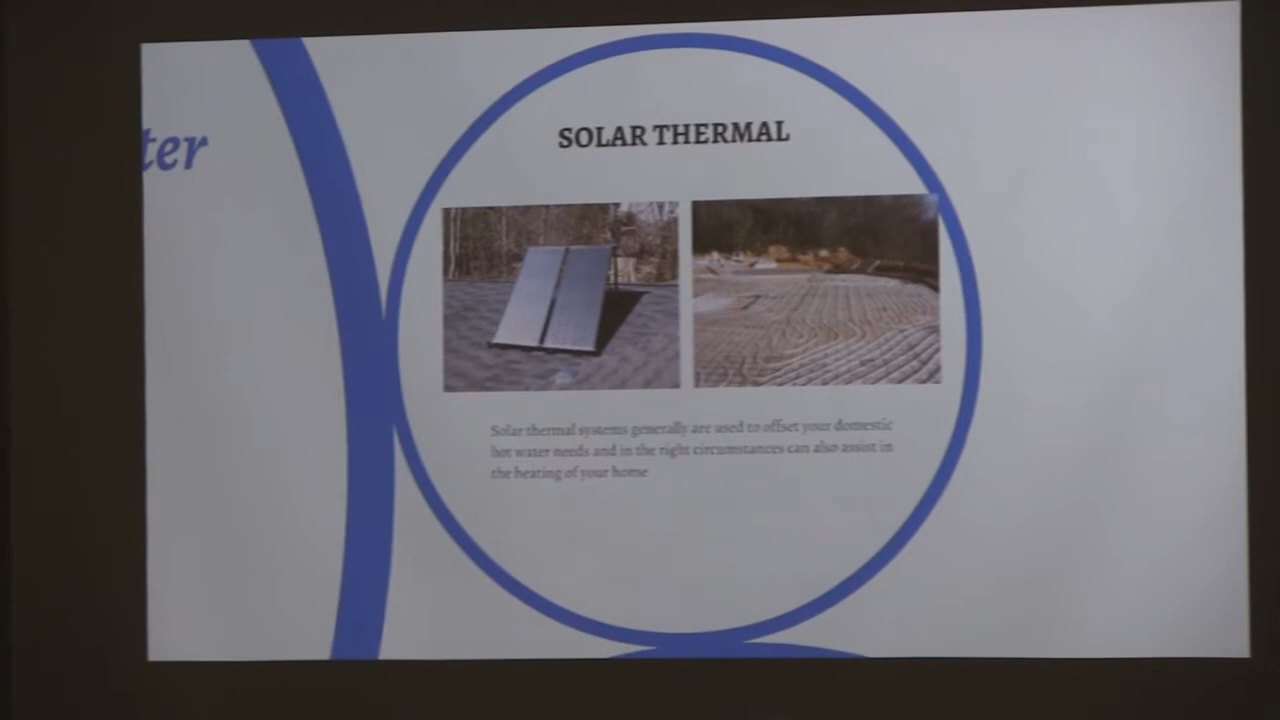 ter
SOLAR THERMAL
Solar thermal systems generally are used to offset your domestic
hot water needs and in the right circumstances can also assist in
the heating of your home